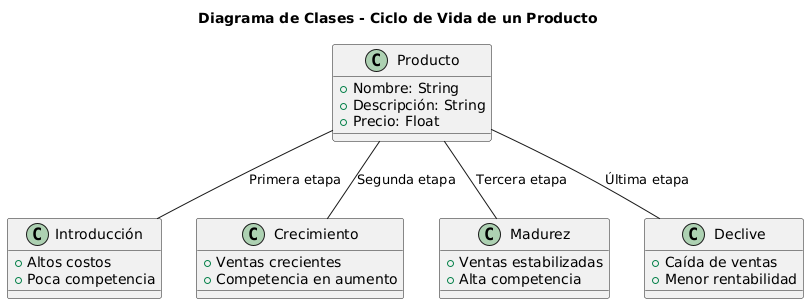 Diagrama de Clases - Ciclo de Vida de un Producto
C Producto
Nombre: String
Descripción: String
Precio: Float
Primera etapa
Segunda etapa
Tercera etapa
Última etapa
C Introducción
Altos costos
Poca competencia
C Crecimiento
Ventas crecientes
Competencia en aumento
C Madurez
Ventas estabilizadas
Alta competencia
C Declive
Caída de ventas
Menor rentabilidad